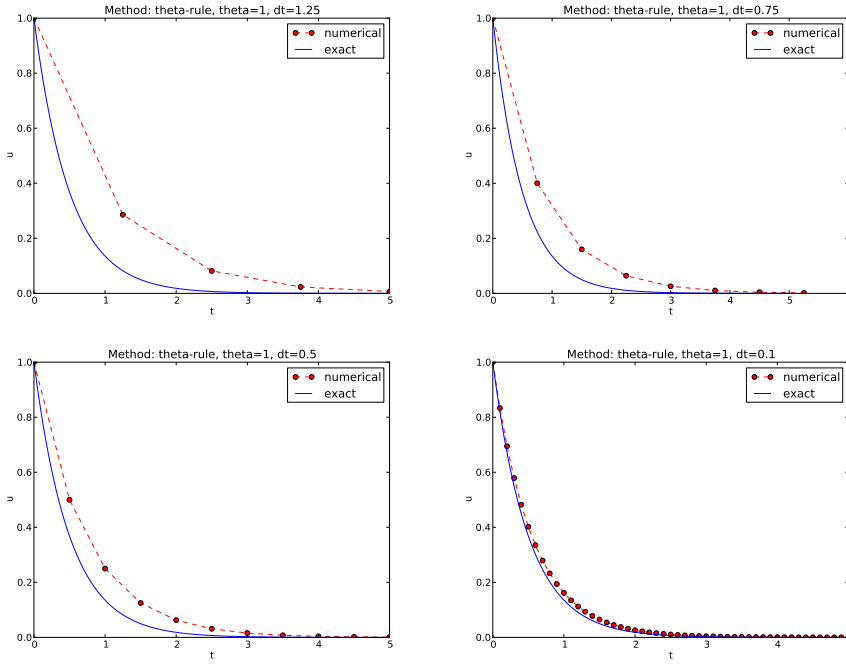 Method: theta-rule, theta=1, dt=1.25
1.0
0.8
0.6
0.4
0.2
0.0
u
numerical
exact
0 1 2 3 4 5
t
Method: theta-rule, theta=1, dt=0.75
1.0
0.8
0.6
0.4
0.2
0.0
u
numerical
exact
0 1 2 3 4 5
t
Method: theta-rule, theta=1, dt=0.5
1.0
0.8
0.6
0.4
0.2
0.0
u
numerical
exact
0 1 2 3 4 5
t
Method: theta-rule, theta=1, dt=0.1
1.0
0.8
0.6
0.4
0.2
0.0
u
numerical
exact
0 1 2 3 4
t